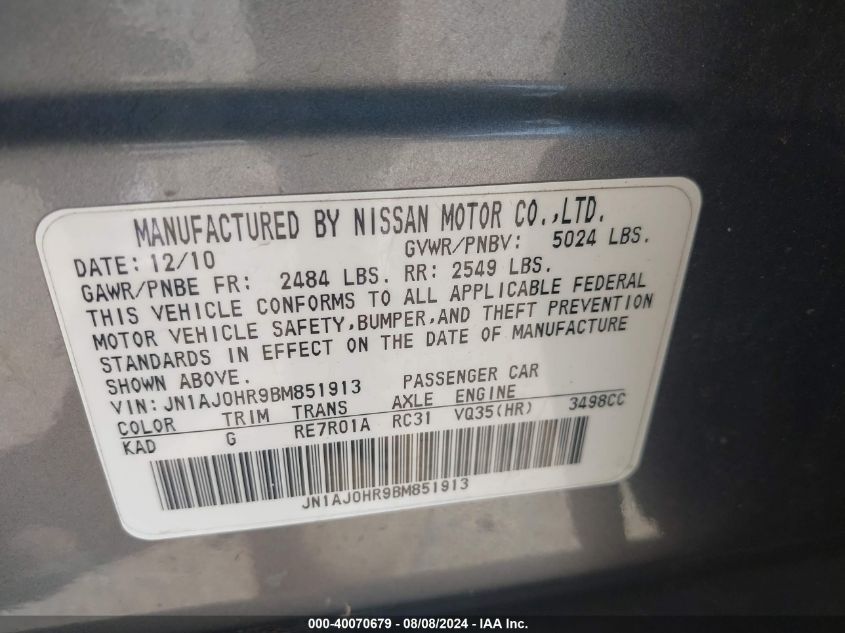 MANUFACTURED BY NISSAN MOTOR CO.,LTD.
DATE: 12/10 GVWR/PNBV: 5024 LBS.
GAWR/PNBE FR: 2484 LBS. RR: 2549 LBS.
THIS VEHICLE CONFORMS TO ALL APPLICABLE FEDERAL
MOTOR VEHICLE SAFETY,BUMPER,AND THEFT PREVENTION
STANDARDS IN EFFECT ON THE DATE OF MANUFACTURE
SHOWN ABOVE.
VIN: JN1AJ0HR9BM851913 PASSENGER CAR
COLOR TRIM TRANS AXLE ENGINE
KAD G RE7R01A RC31 VQ35(HR) 3498CC
JN1AJ0HR9BM851913
000-40070679 - 08/08/2024 - IAA Inc.